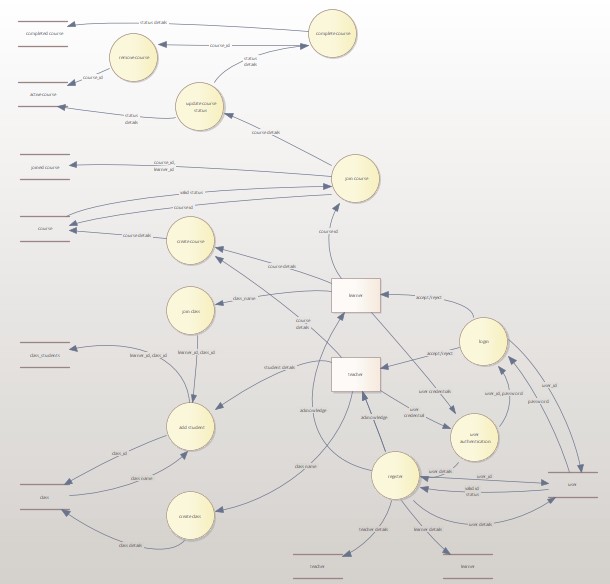 status details
completed course
complete course
course_id
remove course
status
details
course_id
active course
update course
status
status
details
course details
course_id,
learner_id
joined course
join course
valid status
course id
course
course details
create course
course id
course details
learner
class_name
join class
accept/reject
course
details
login
class_students
learner_id,class_id
learner_id,class_id
accept/reject
student details
teacher
user_id
user credentials
user_id, password
password
acknowledge
acknowledge
user
credential
add student
user
authentication
class_id
class name
class name
user details
user_id
register
valid id
status
user
class
create class
class details
teacher details
learner details
user details
teacher
learner